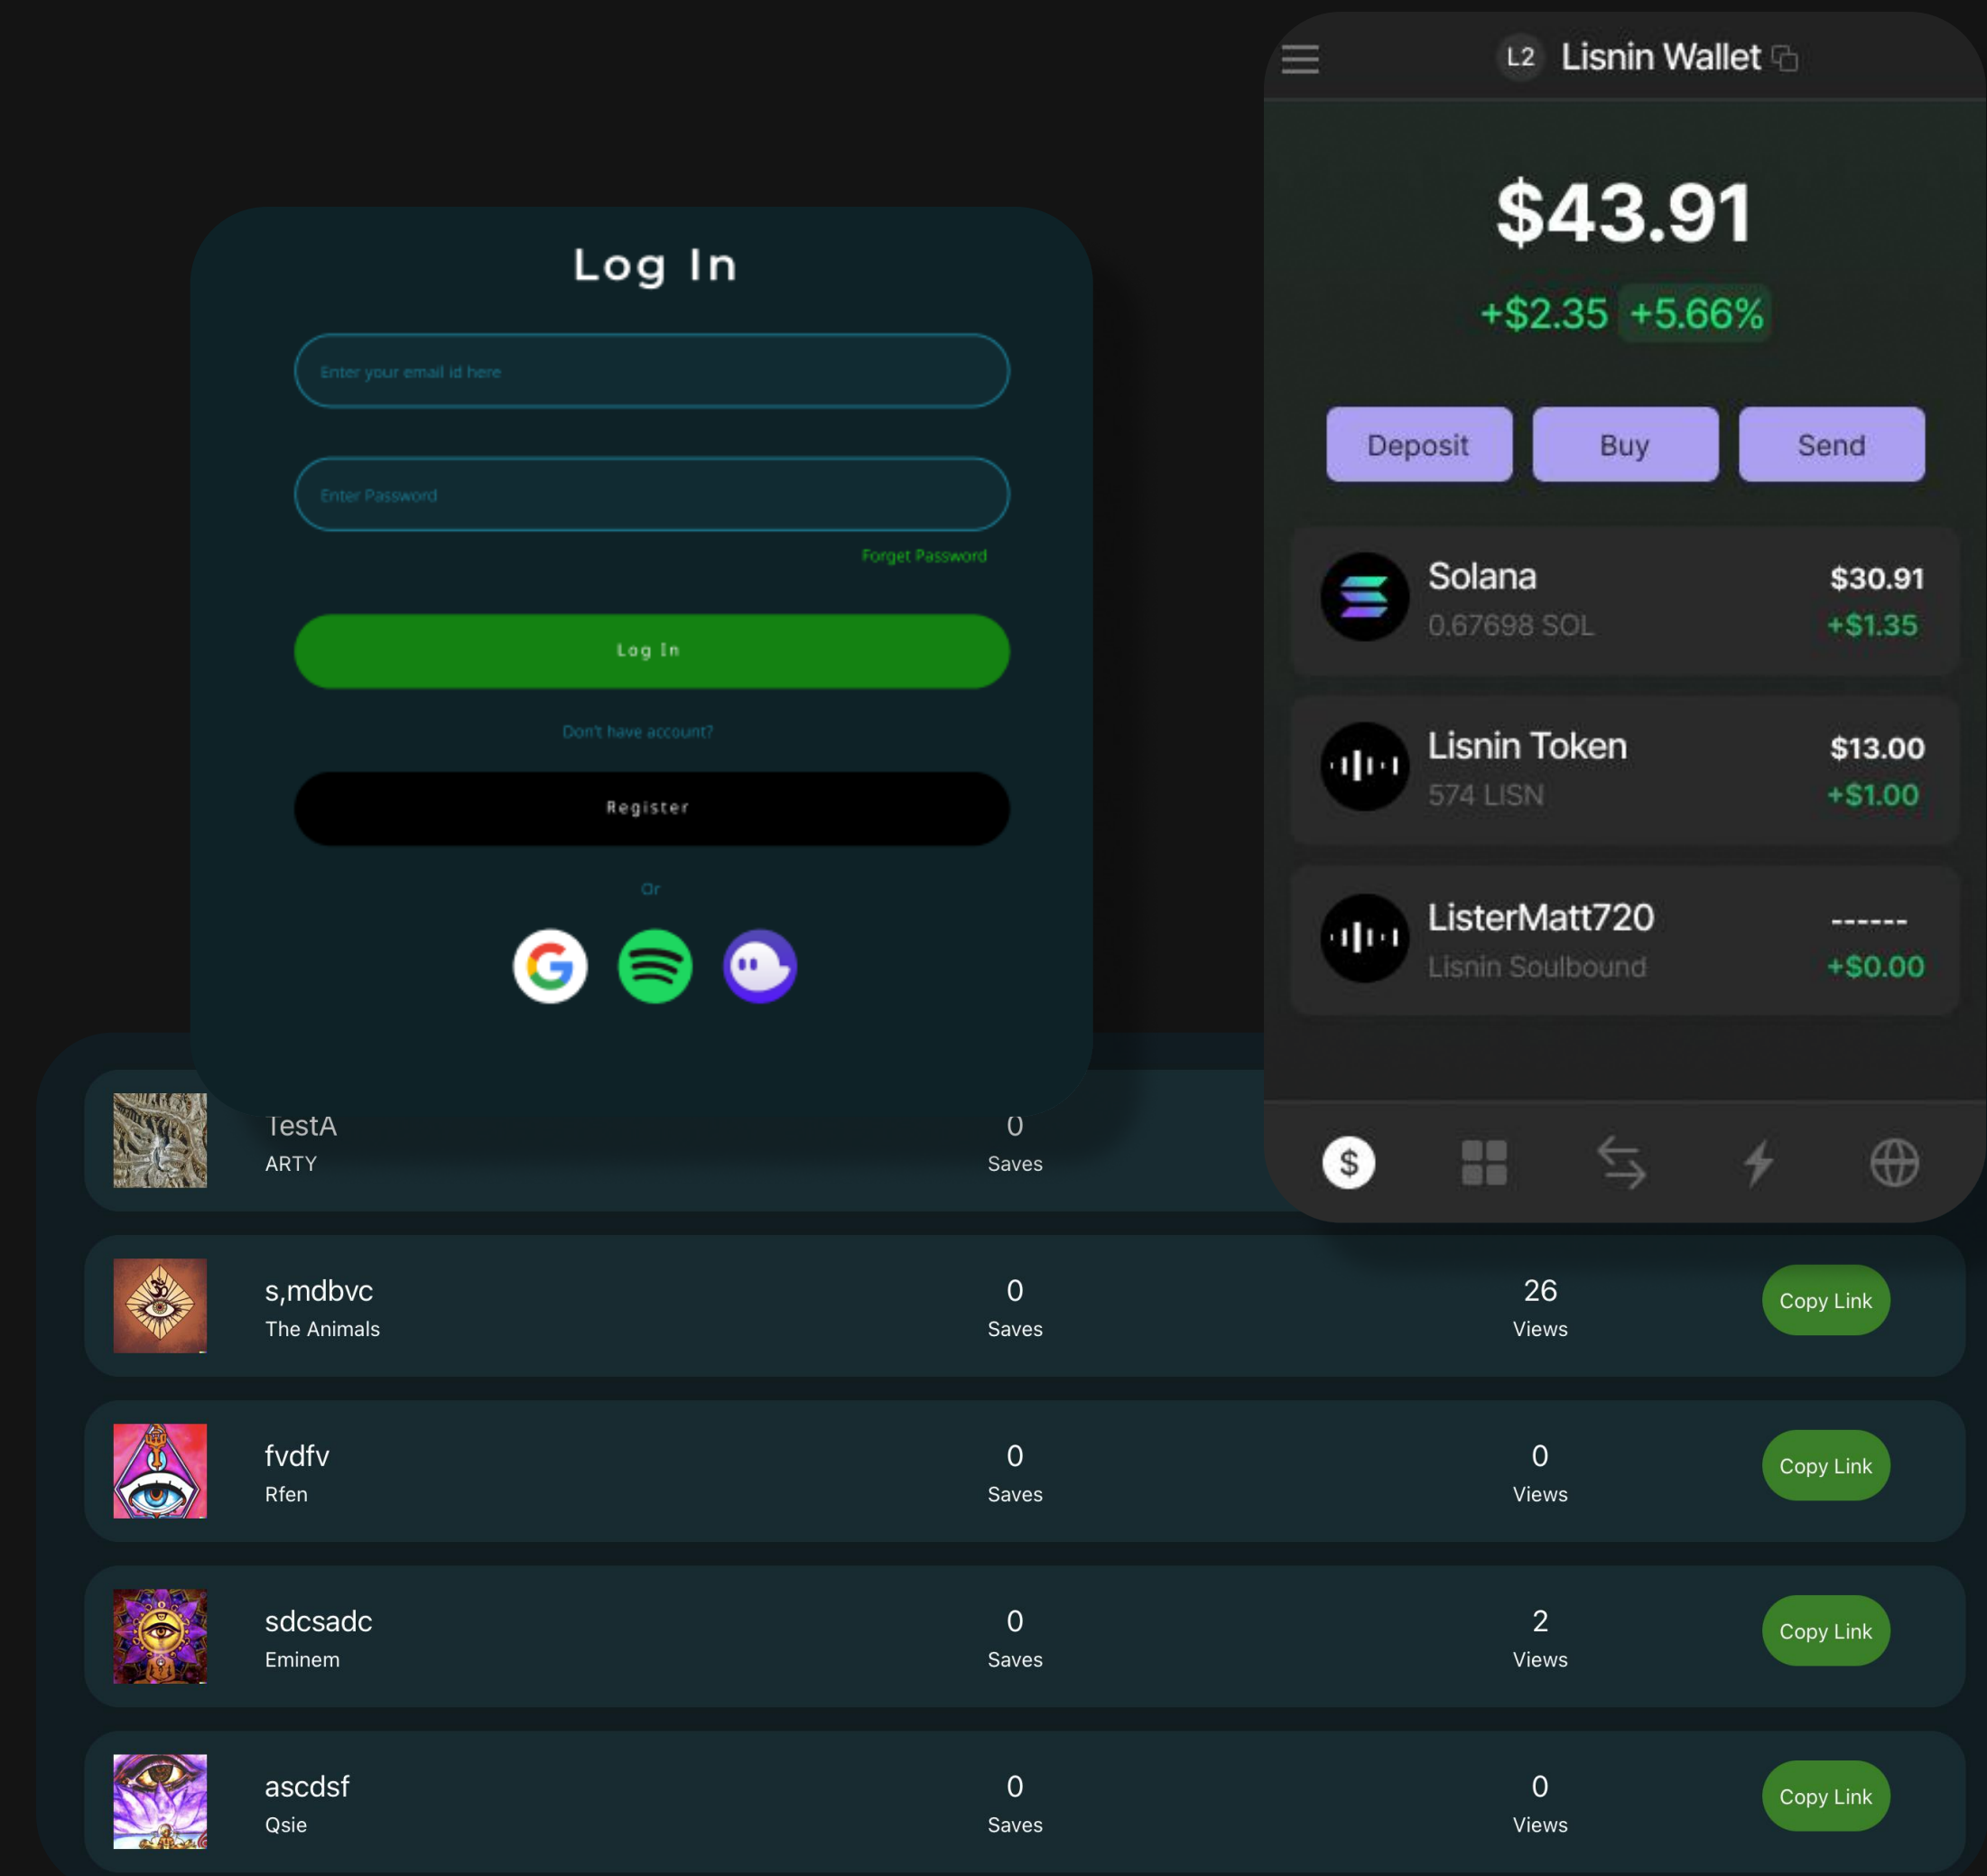 Log In
Enter your email id here
Enter Password
Forget Password
Log In
Don't have account?
Register
Or
L2 Lisnin Wallet
$43.91
+$2.35 +5.66%
Deposit Buy Send
Solana $30.91
0.67698 SOL +$1.35
Lisnin Token $13.00
574 LISN +$1.00
ListerMatt720 ------
Lisnin Soulbound +$0.00
$
TestA 0
ARTY Saves
s,mdbvc 0 26 Copy Link
The Animals Saves Views
fvdfv 0 0 Copy Link
Rfen Saves Views
sdcsadc 0 2 Copy Link
Eminem Saves Views
ascdsf 0 0 Copy Link
Qsie Saves Views